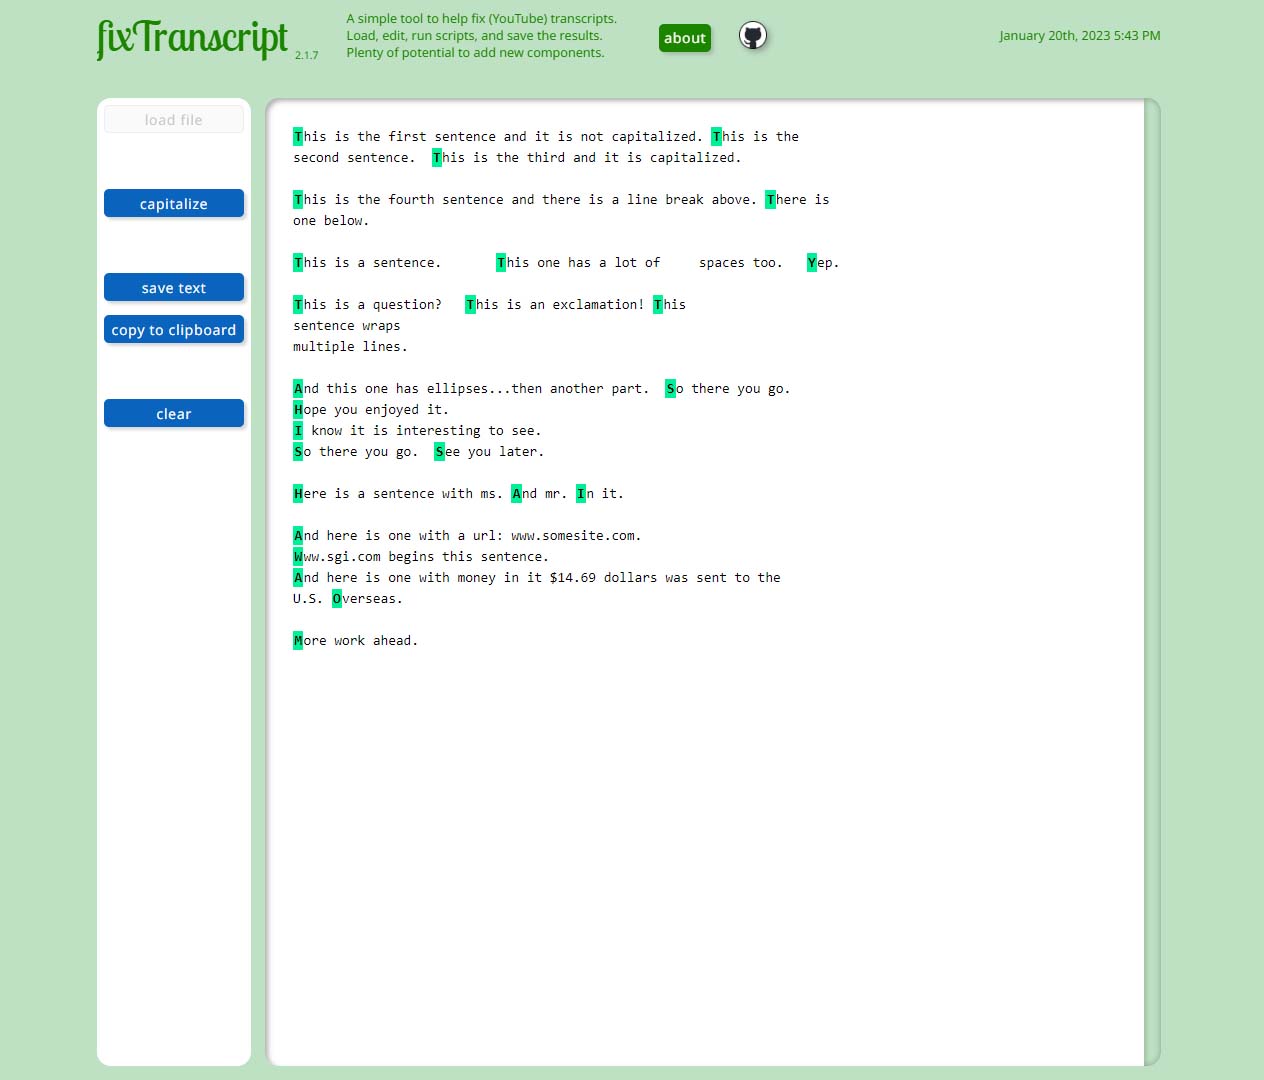 fixTranscript 2.1.7
A simple tool to help fix (YouTube) transcripts.
Load, edit, run scripts, and save the results.
Plenty of potential to add new components.
about
January 20th, 2023 5:43 PM
load file
capitalize
save text
copy to clipboard
clear
This is the first sentence and it is not capitalized. This is the
second sentence.  This is the third and it is capitalized.
This is the fourth sentence and there is a line break above. There is
one below.
This is a sentence.       This one has a lot of     spaces too.   Yep.
This is a question?   This is an exclamation! This
sentence wraps
multiple lines.
And this one has ellipses...then another part.  So there you go.
Hope you enjoyed it.
I know it is interesting to see.
So there you go.  See you later.
Here is a sentence with ms. And mr. In it.
And here is one with a url: www.somesite.com.
Www.sgi.com begins this sentence.
And here is one with money in it $14.69 dollars was sent to the
U.S. Overseas.
More work ahead.